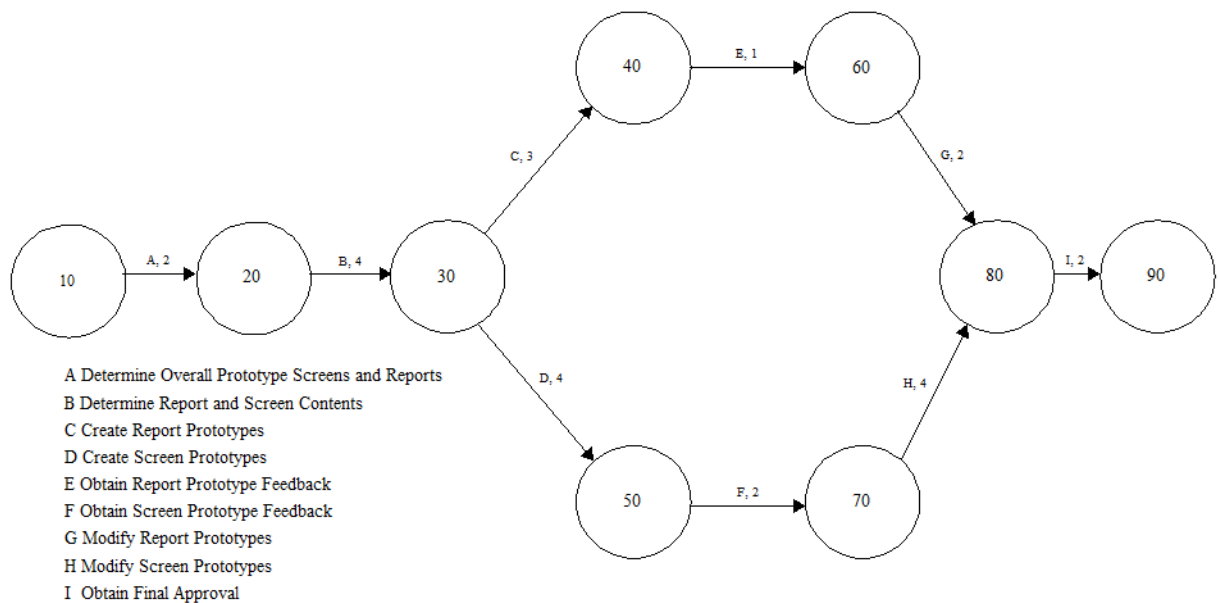 40
E, 1
60
C, 3
G, 2
10
A, 2
20
B, 4
30
80
I, 2
90
D, 4
H, 4
50
F, 2
70
A Determine Overall Prototype Screens and Reports
B Determine Report and Screen Contents
C Create Report Prototypes
D Create Screen Prototypes
E Obtain Report Prototype Feedback
F Obtain Screen Prototype Feedback
G Modify Report Prototypes
H Modify Screen Prototypes
I Obtain Final Approval